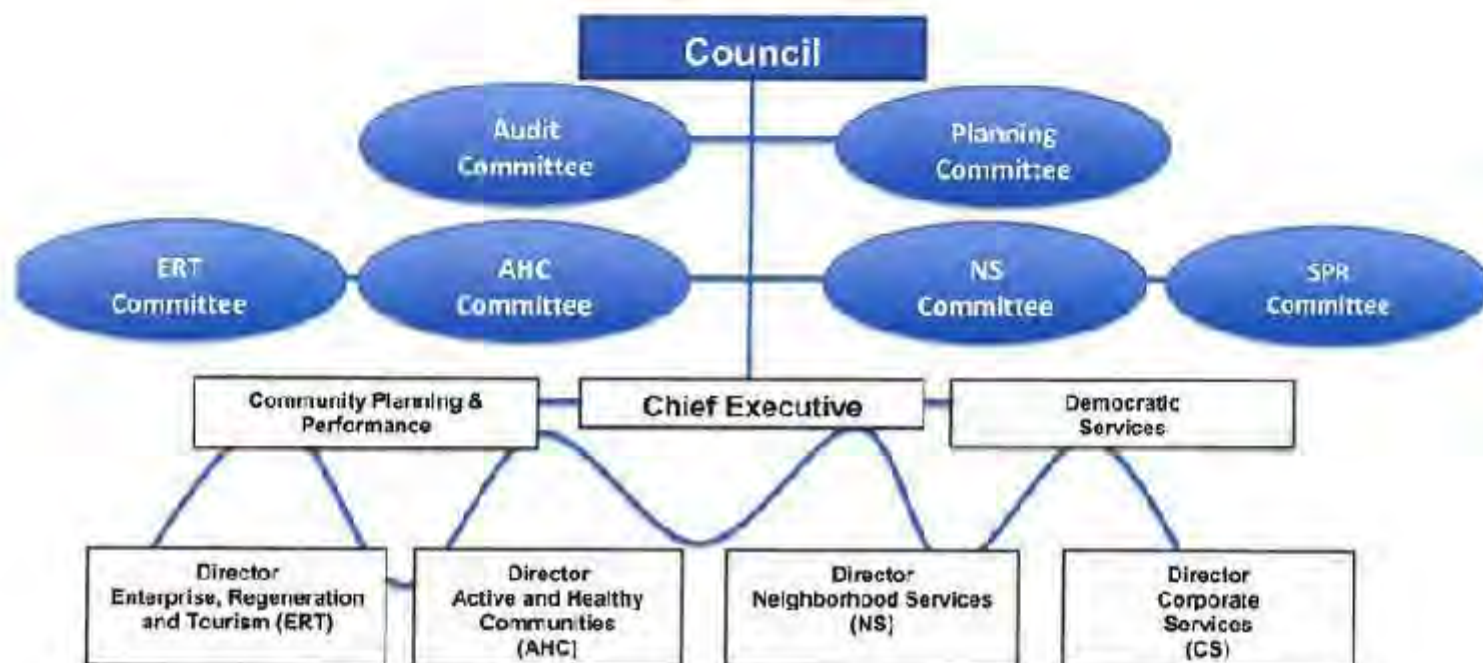 Council
Audit
Committee
Planning
Committee
ERT
Committee
AHC
Committee
NS
Committee
SPR
Committee
Community Planning &
Performance
Chief Executive
Democratic
Services
Director
Enterprise, Regeneration
and Tourism (ERT)
Director
Active and Healthy
Communities
(AHC)
Director
Neighborhood Services
(NS)
Director
Corporate
Services
(CS)